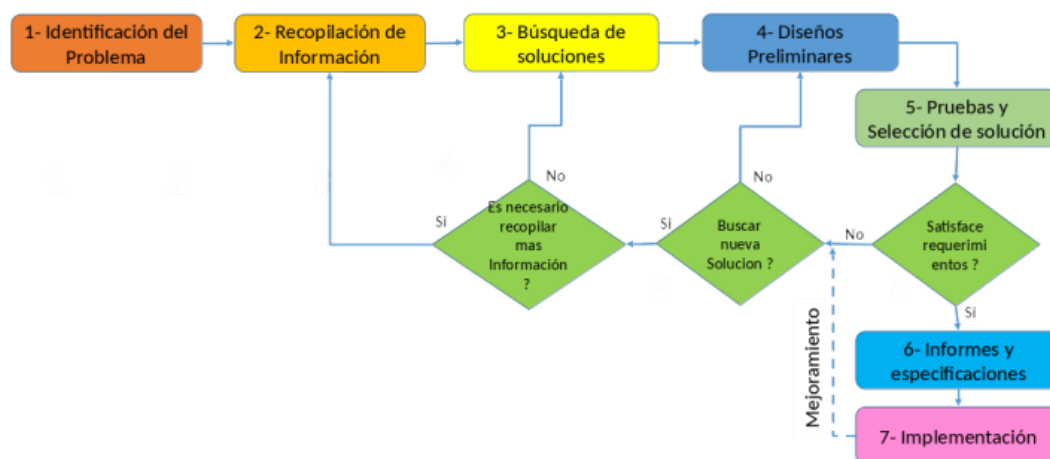 1- Identificación del
Problema
2- Recopilación de
Información
3- Búsqueda de
soluciones
4- Diseños
Preliminares
5- Pruebas y
Selección de solución
No
No
Si
Es necesario
recopilar
mas
Información
?
Si
Buscar
nueva
Solucion ?
No
Satisface
requerimi
entos ?
Si
Mejoramiento
6- Informes y
especificaciones
7- Implementación